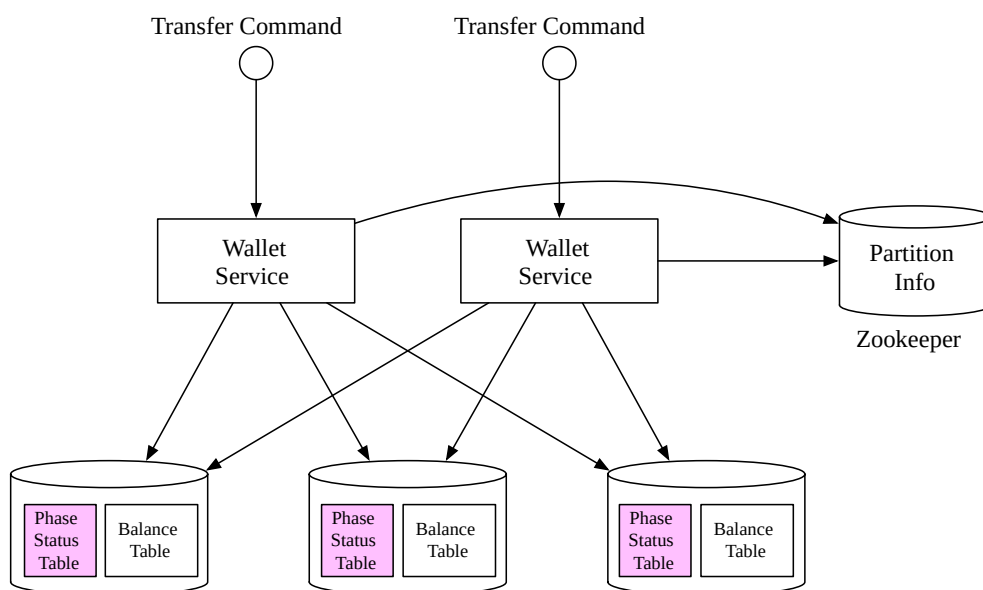 Transfer Command
Transfer Command
Wallet
Service
Wallet
Service
Partition
Info
Zookeeper
Phase
Status
Table
Balance
Table
Phase
Status
Table
Balance
Table
Phase
Status
Table
Balance
Table